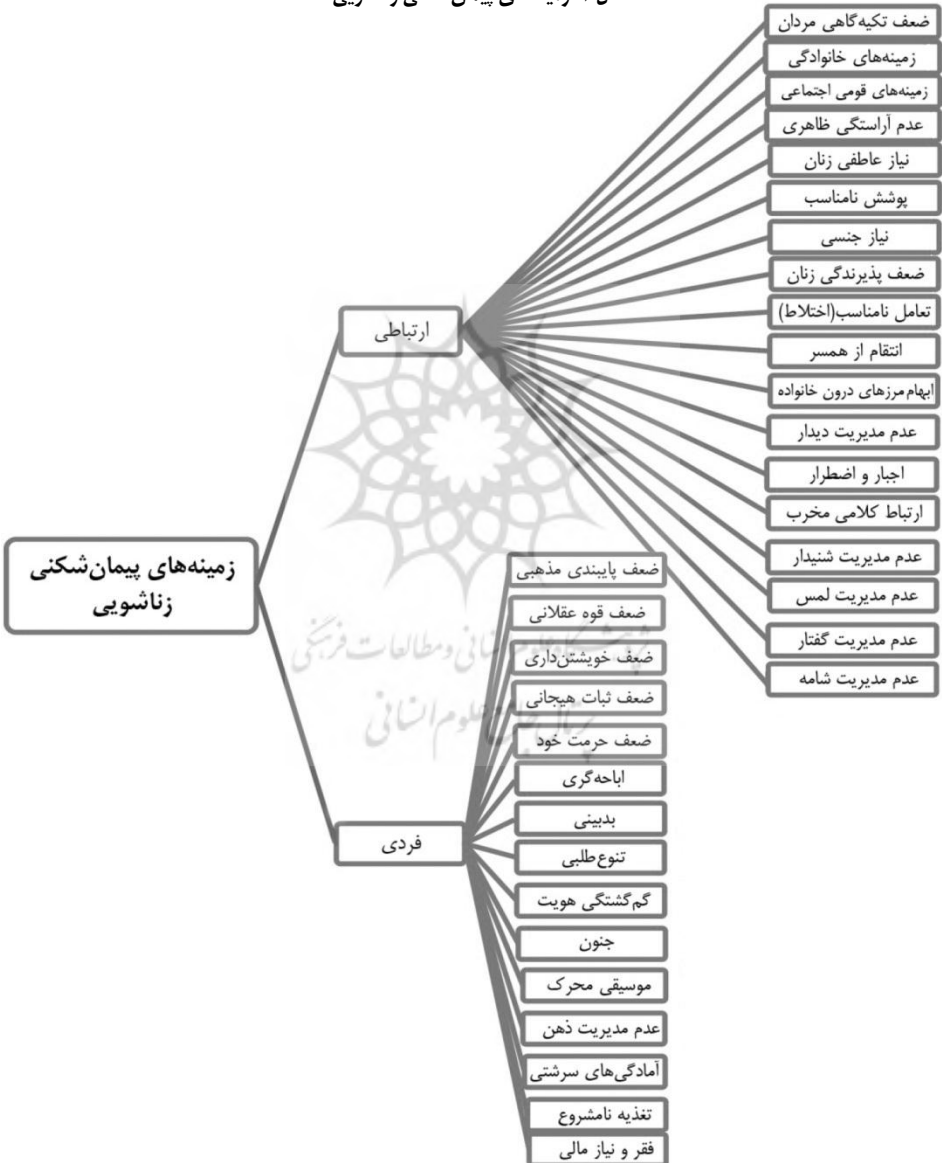 ضعف تکیه‌گاهی مردان
زمینه‌های خانوادگی
زمینه‌های قومی اجتماعی
عدم آراستگی ظاهری
نیاز عاطفی زنان
پوشش نامناسب
نیاز جنسی
ضعف پذیرندگی زنان
تعامل نامناسب(اختلاط)
ارتباطی
انتقام از همسر
ابهام مرزهای درون خانواده
عدم مدیریت دیدار
اجبار و اضطرار
ارتباط کلامی مخرب
عدم مدیریت شنیدار
عدم مدیریت لمس
عدم مدیریت گفتار
عدم مدیریت شامه
زمینه‌های پیمان‌شکنی
زناشویی
ضعف پایبندی مذهبی
ضعف قوه عقلانی
ضعف خویشتن‌داری
ضعف ثبات هیجانی
ضعف حرمت خود
اباحه‌گری
بدبینی
فردی
تنوع‌طلبی
گم‌گشتگی هویت
جنون
موسیقی محرک
عدم مدیریت ذهن
آمادگی‌های سرشتی
تغذیه نامشروع
فقر و نیاز مالی
انسانی و مطالعات فرهنگی
علوم انسانی